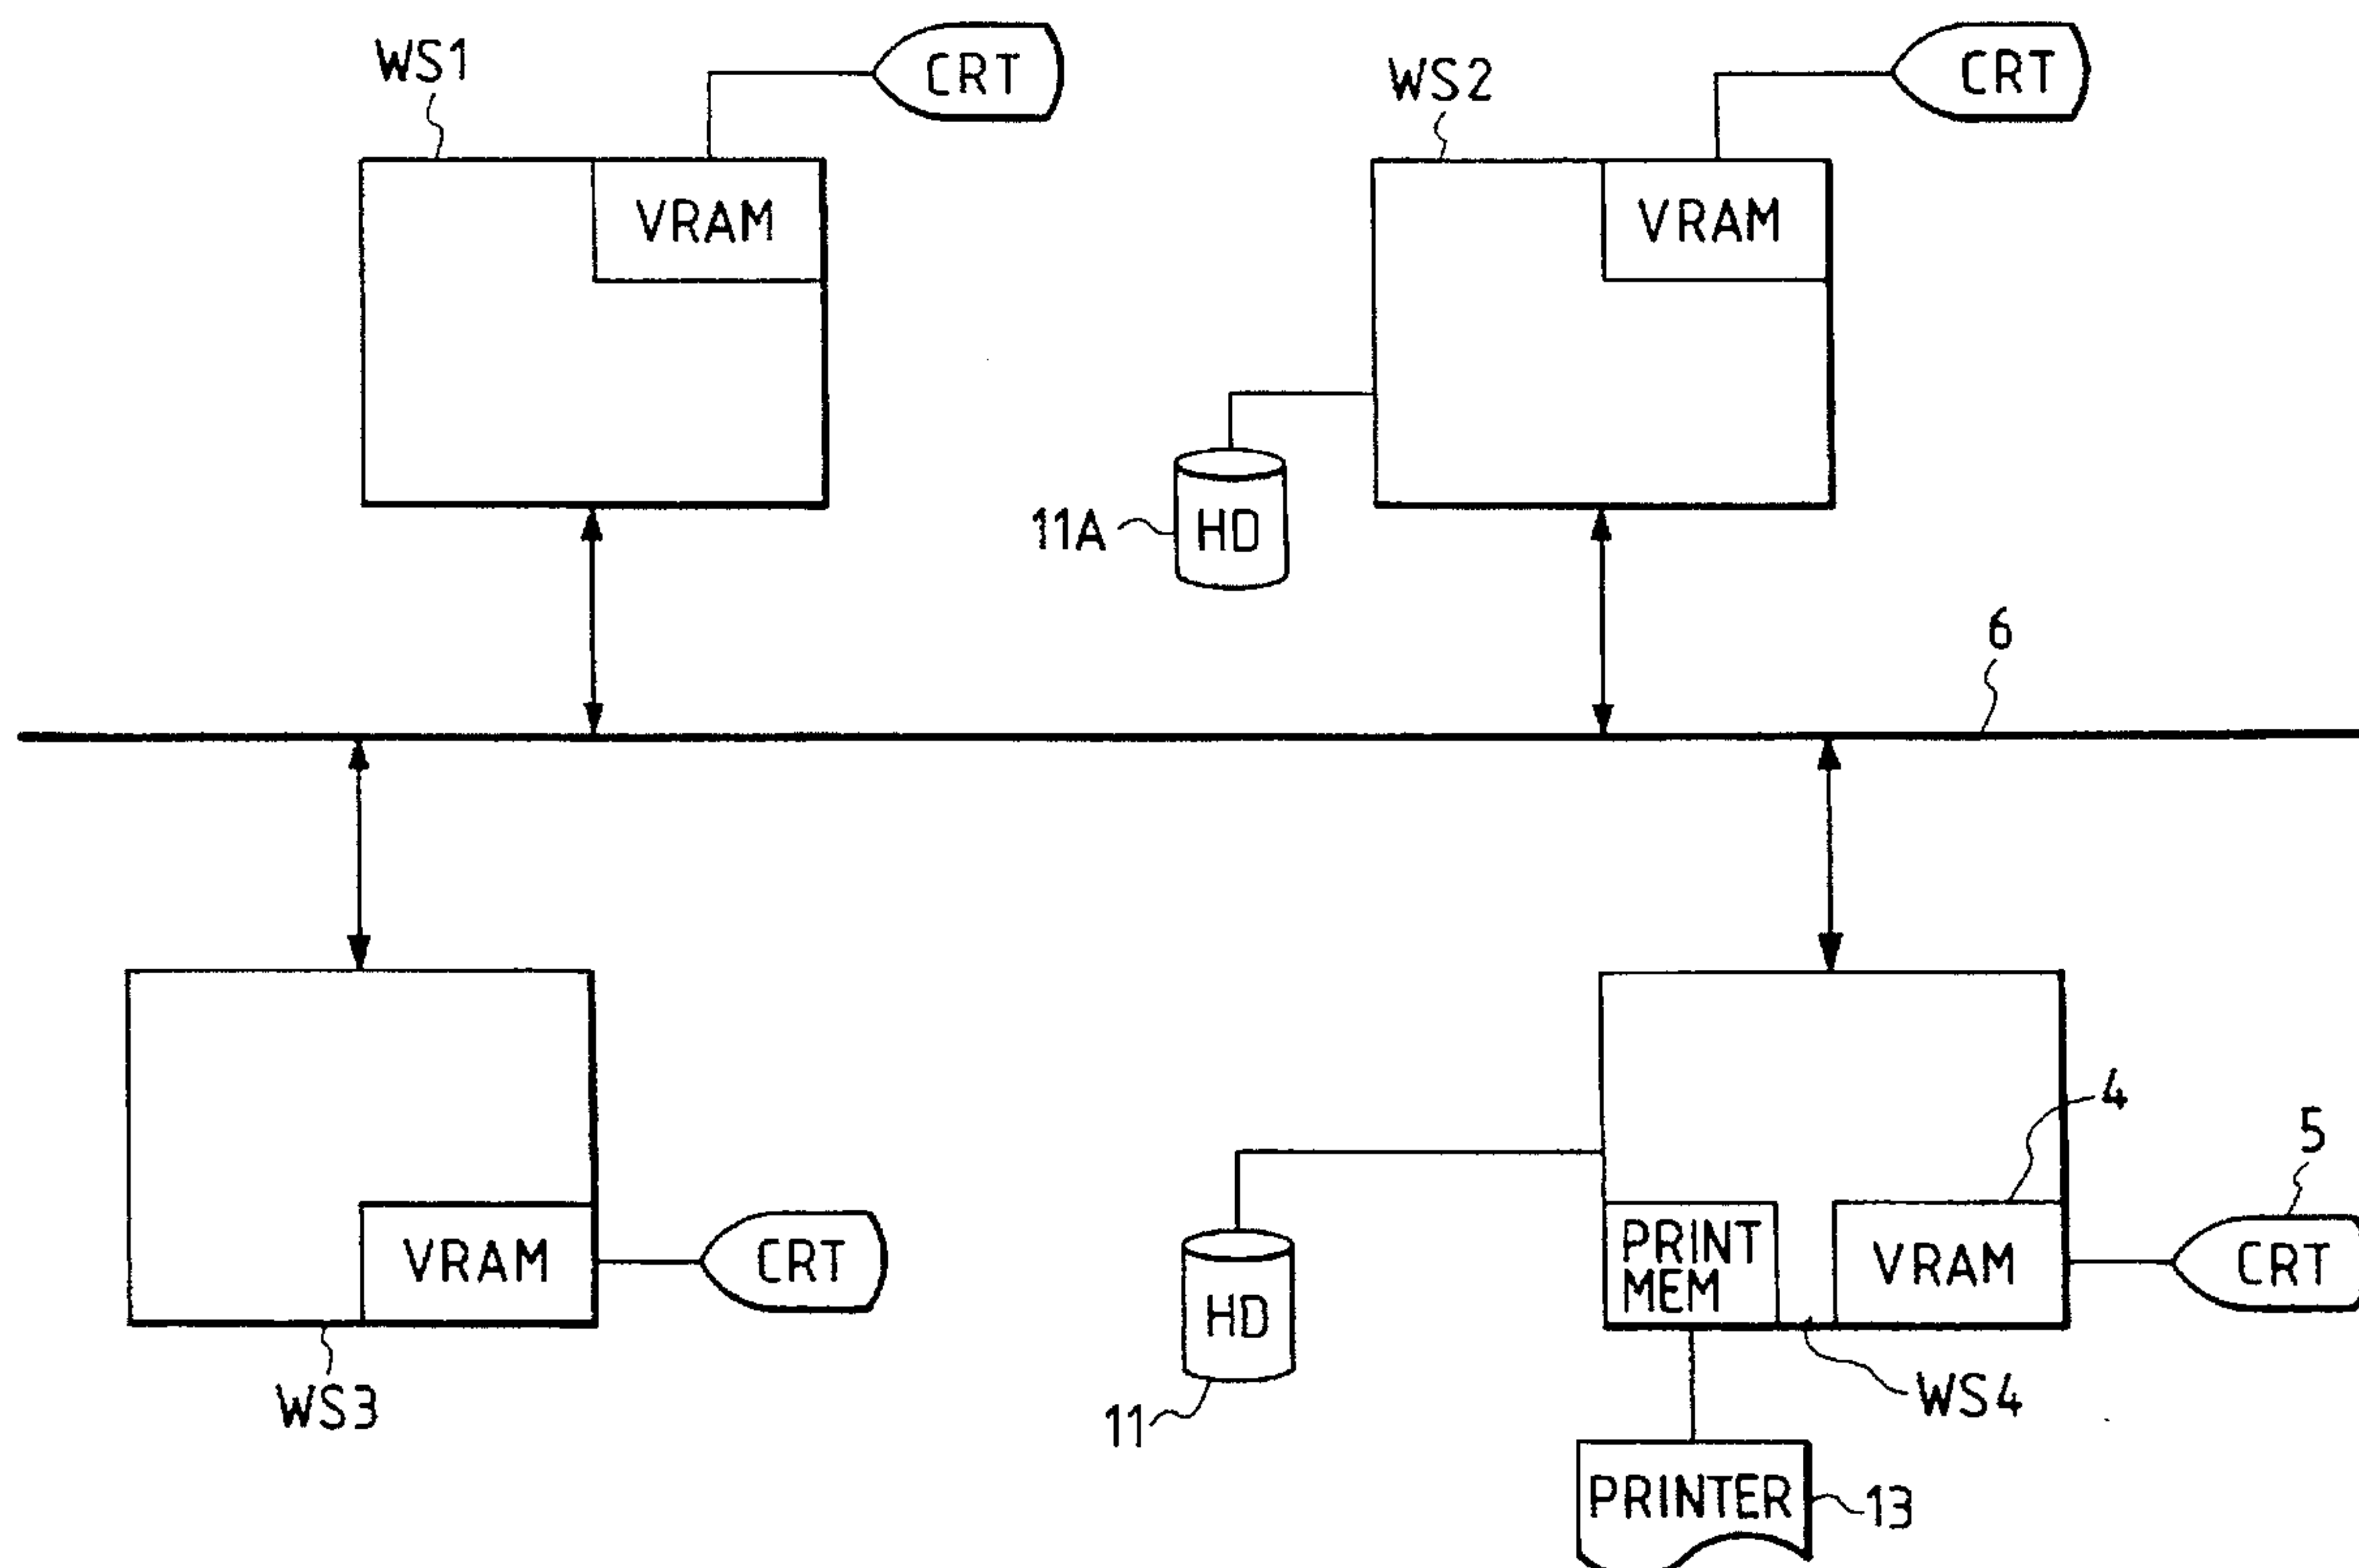 WS1
CRT
WS2
CRT
VRAM
VRAM
11A
HD
6
4
5
PRINT
MEM
VRAM
CRT
VRAM
CRT
HD
WS3
11
WS4
PRINTER
13